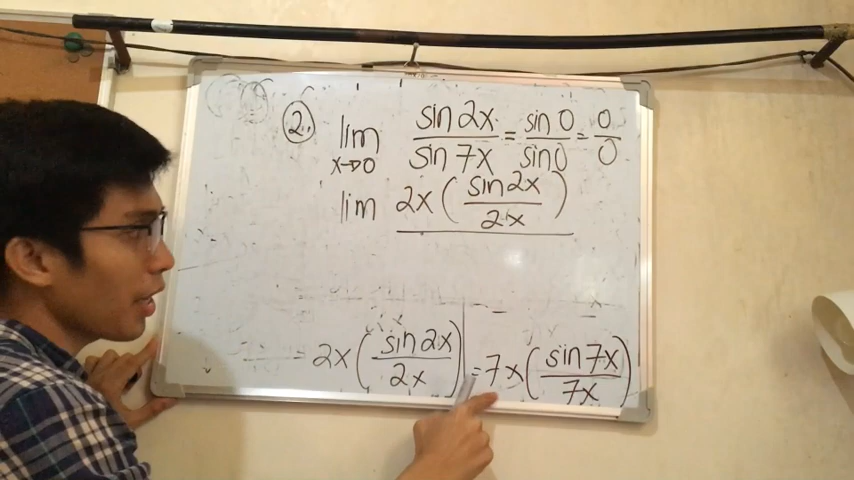 2. lim x→0 sin 2x / sin 7x = sin 0 / sin 0 = 0 / 0
lim 2x ( sin 2x / 2x )
= 2x ( sin 2x / 2x ) = 7x ( sin 7x / 7x )